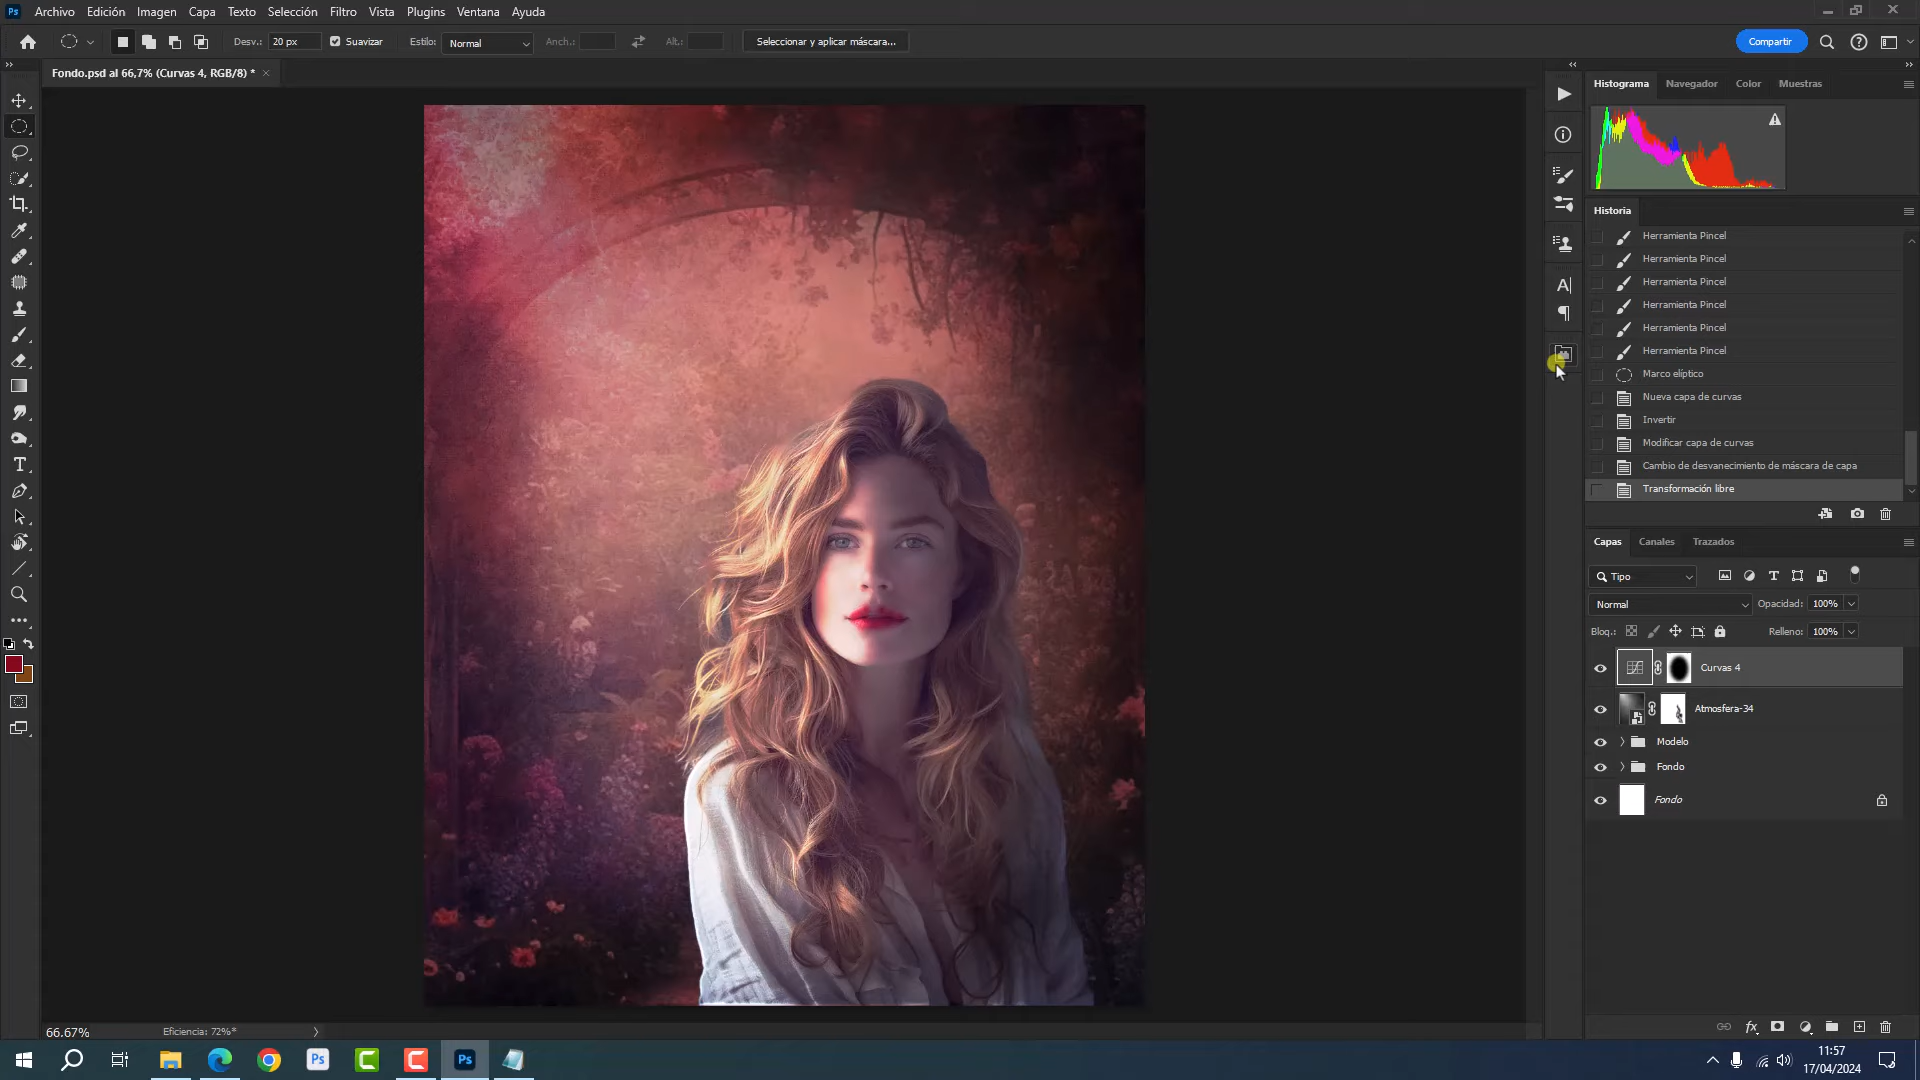 Ps Archivo Edición Imagen Capa Texto Selección Filtro Vista Plugins Ventana Ayuda
Desv.: 20 px Suavizar Estilo: Normal Anch.: Alt.: Seleccionar y aplicar máscara... Compartir
Fondo.psd al 66,7% (Curvas 4, RGB/8) *
Histograma Navegador Color Muestras
Historia
Herramienta Pincel
Herramienta Pincel
Herramienta Pincel
Herramienta Pincel
Herramienta Pincel
Herramienta Pincel
Marco elíptico
Nueva capa de curvas
Invertir
Modificar capa de curvas
Cambio de desvanecimiento de máscara de capa
Transformación libre
Capas Canales Trazados
Tipo
Normal Opacidad: 100%
Bloq.: Relleno: 100%
Curvas 4
Atmosfera-34
Modelo
Fondo
Fondo
66.67% Eficiencia: 72%*
11:57
17/04/2024